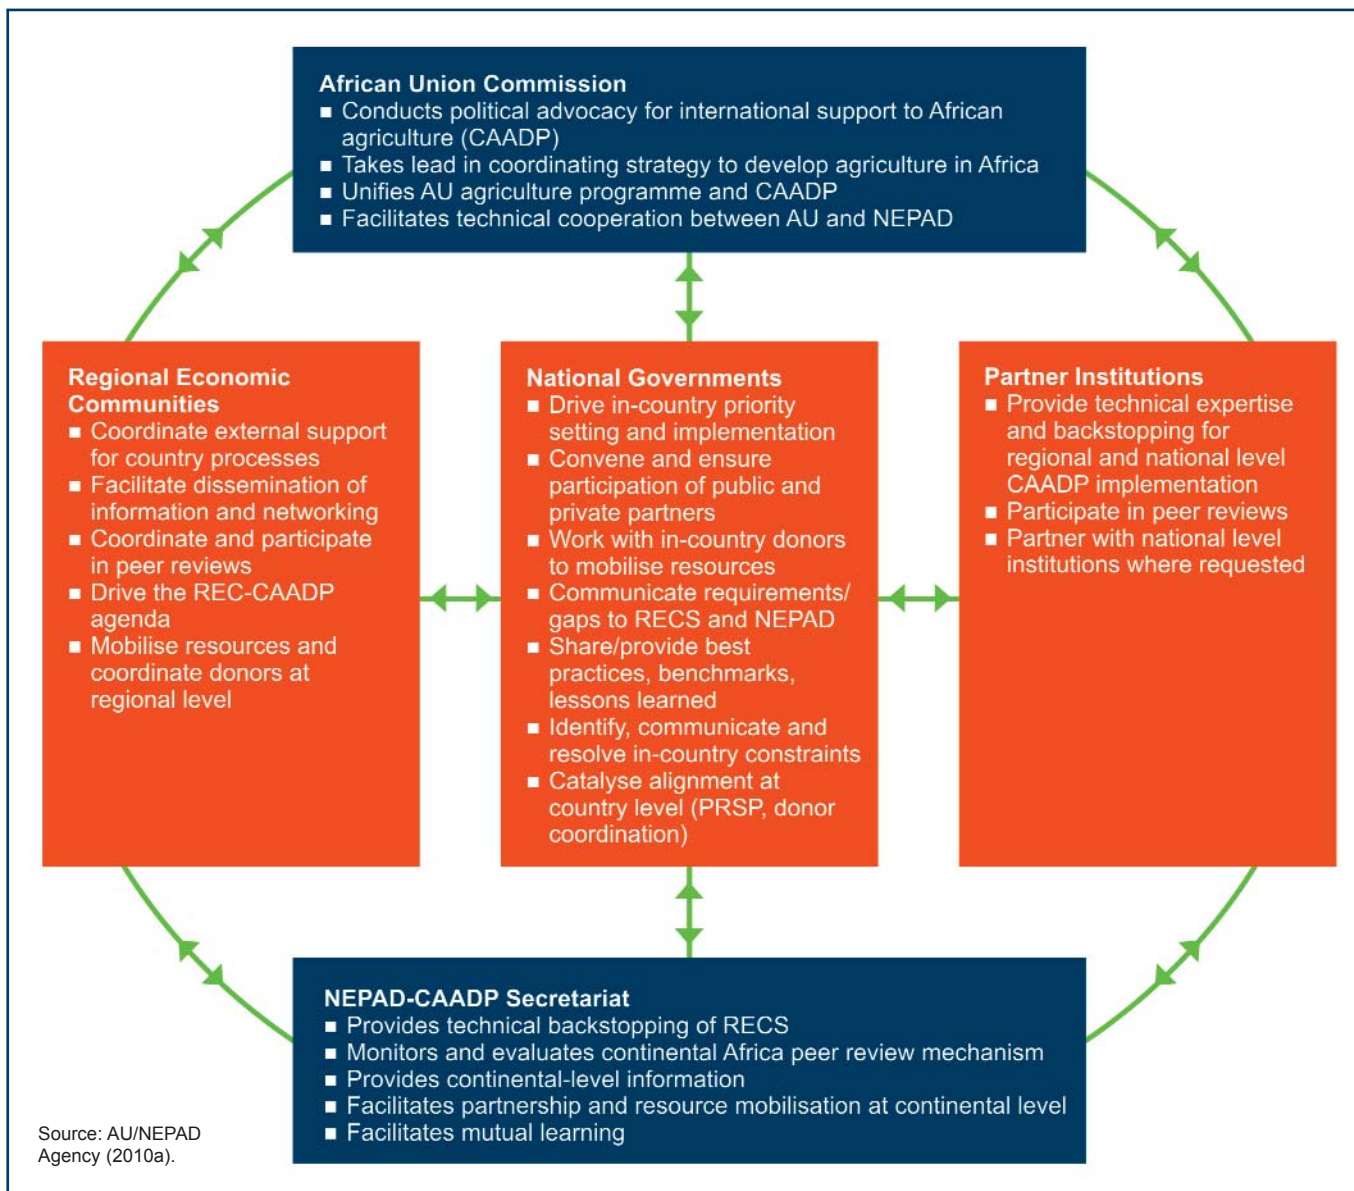 African Union Commission
■ Conducts political advocacy for international support to African
agriculture (CAADP)
■ Takes lead in coordinating strategy to develop agriculture in Africa
■ Unifies AU agriculture programme and CAADP
■ Facilitates technical cooperation between AU and NEPAD
Regional Economic
Communities
■ Coordinate external support
for country processes
■ Facilitate dissemination of
information and networking
■ Coordinate and participate
in peer reviews
■ Drive the REC-CAADP
agenda
■ Mobilise resources and
coordinate donors at
regional level
National Governments
■ Drive in-country priority
setting and implementation
■ Convene and ensure
participation of public and
private partners
■ Work with in-country donors
to mobilise resources
■ Communicate requirements/
gaps to RECS and NEPAD
■ Share/provide best
practices, benchmarks,
lessons learned
■ Identify, communicate and
resolve in-country constraints
■ Catalyse alignment at
country level (PRSP, donor
coordination)
Partner Institutions
■ Provide technical expertise
and backstopping for
regional and national level
CAADP implementation
■ Participate in peer reviews
■ Partner with national level
institutions where requested
NEPAD-CAADP Secretariat
■ Provides technical backstopping of RECS
■ Monitors and evaluates continental Africa peer review mechanism
■ Provides continental-level information
■ Facilitates partnership and resource mobilisation at continental level
■ Facilitates mutual learning
Source: AU/NEPAD
Agency (2010a).